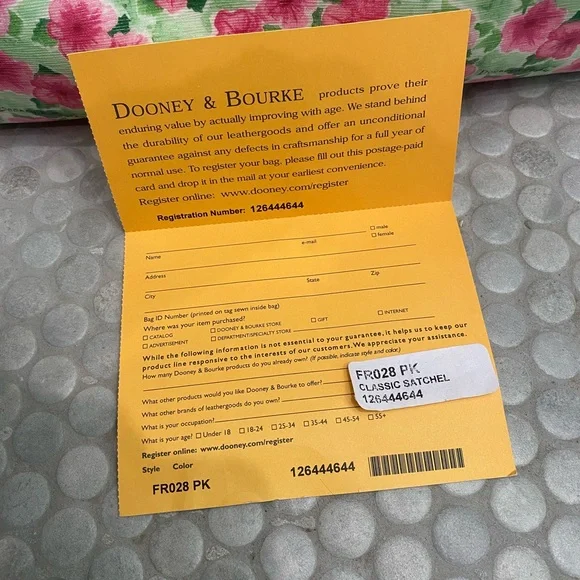 DOONEY & BOURKE products prove their
enduring value by actually improving with age. We stand behind
the durability of our leathergoods and offer an unconditional
guarantee against any defects in craftsmanship for a full year of
normal use. To register your bag, please fill out this postage-paid
card and drop it in the mail at your earliest convenience.
Register online: www.dooney.com/register
Registration Number: 126444644
☐ male
Name e-mail ☐ female
Address
City State Zip
Bag ID Number (printed on tag sewn inside bag)
Where was your item purchased?
☐ CATALOG ☐ DOONEY & BOURKE STORE ☐ GIFT ☐ INTERNET
☐ ADVERTISEMENT ☐ DEPARTMENT/SPECIALTY STORE
While the following information is not essential to your guarantee, it helps us to keep our
product line responsive to the interests of our customers. We appreciate your assistance.
How many Dooney & Bourke products do you already own? (If possible, indicate style and color)
What other products would you like Dooney & Bourke to offer?
What other brands of leathergoods do you own?
What is your occupation?
What is your age? ☐ Under 18 ☐ 18-24 ☐ 25-34 ☐ 35-44 ☐ 45-54 ☐ 55+
Register online: www.dooney.com/register
Style Color
FR028 PK 126444644
FR028 PK
CLASSIC SATCHEL
126444644